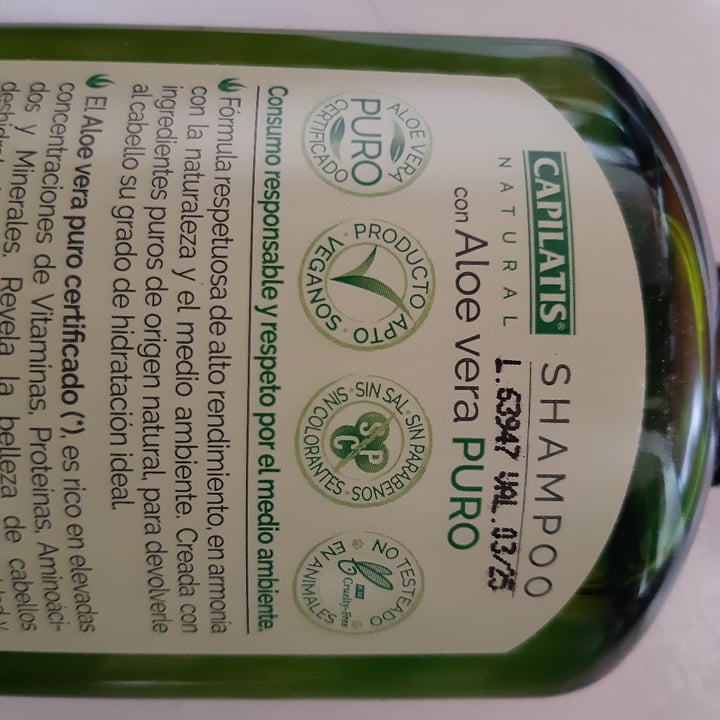 CAPILATIS®
NATURAL
SHAMPOO
L.53947 VAL.03/25
con Aloe vera PURO
ALOE VERA
PURO
CERTIFICADO
PRODUCTO APTO VEGANOS
SIN SAL · SIN PARABENOS · SIN COLORANTES
SPC
NO TESTEADO EN ANIMALES
Cruelty-Free
Consumo responsable y respeto por el medio ambiente.
Fórmula respetuosa de alto rendimiento, en armonía
con la naturaleza y el medio ambiente. Creada con
ingredientes puros de origen natural, para devolverle
al cabello su grado de hidratación ideal.
El Aloe vera puro certificado (*), es rico en elevadas
concentraciones de Vitaminas, Proteínas, Aminoáci-
dos y Minerales. Revela la belleza de cabellos